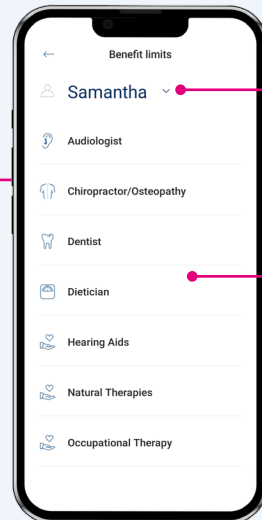 Benefit limits
Samantha
Audiologist
Chiropractor/Osteopathy
Dentist
Dietician
Hearing Aids
Natural Therapies
Occupational Therapy